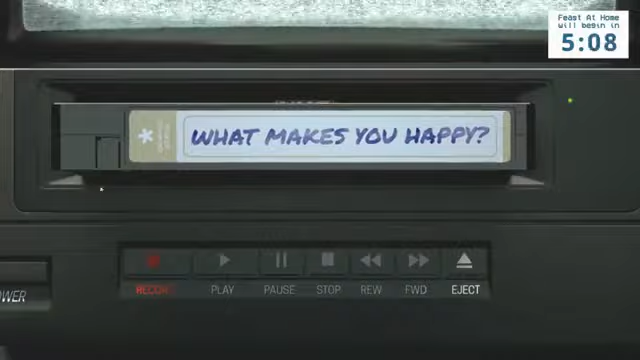 Feast At Home
will begin in
5:08
WHAT MAKES YOU HAPPY?
RECORD
PLAY
PAUSE
STOP
REW
FWD
EJECT